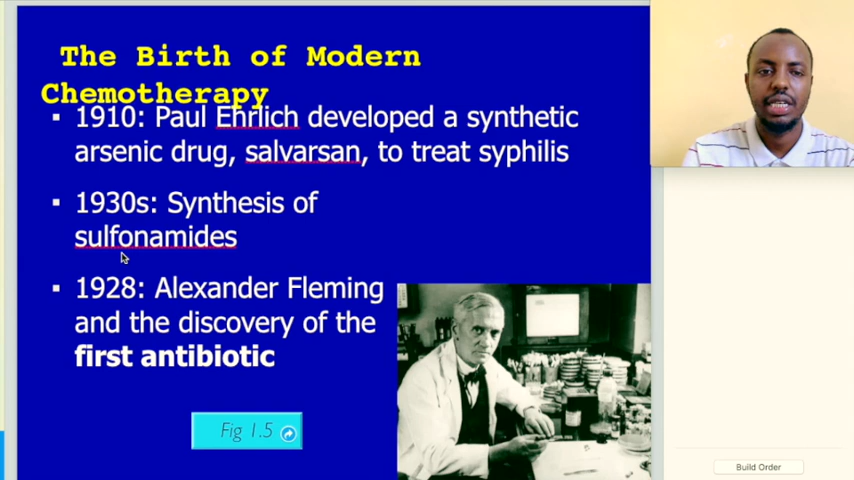 The Birth of Modern
Chemotherapy
▪ 1910: Paul Ehrlich developed a synthetic
arsenic drug, salvarsan, to treat syphilis
▪ 1930s: Synthesis of
sulfonamides
▪ 1928: Alexander Fleming
and the discovery of the
first antibiotic
Fig 1.5
Build Order